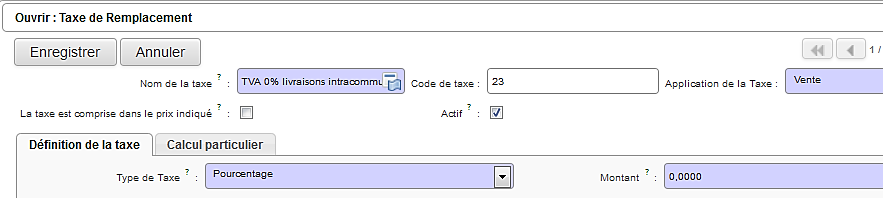 Ouvrir : Taxe de Remplacement
Enregistrer Annuler 1 /
Nom de la taxe ? : TVA 0% livraisons intracommu Code de taxe : 23 Application de la Taxe : Vente
La taxe est comprise dans le prix indiqué ? : Actif ? :
Définition de la taxe Calcul particulier
Type de Taxe ? : Pourcentage Montant ? : 0,0000